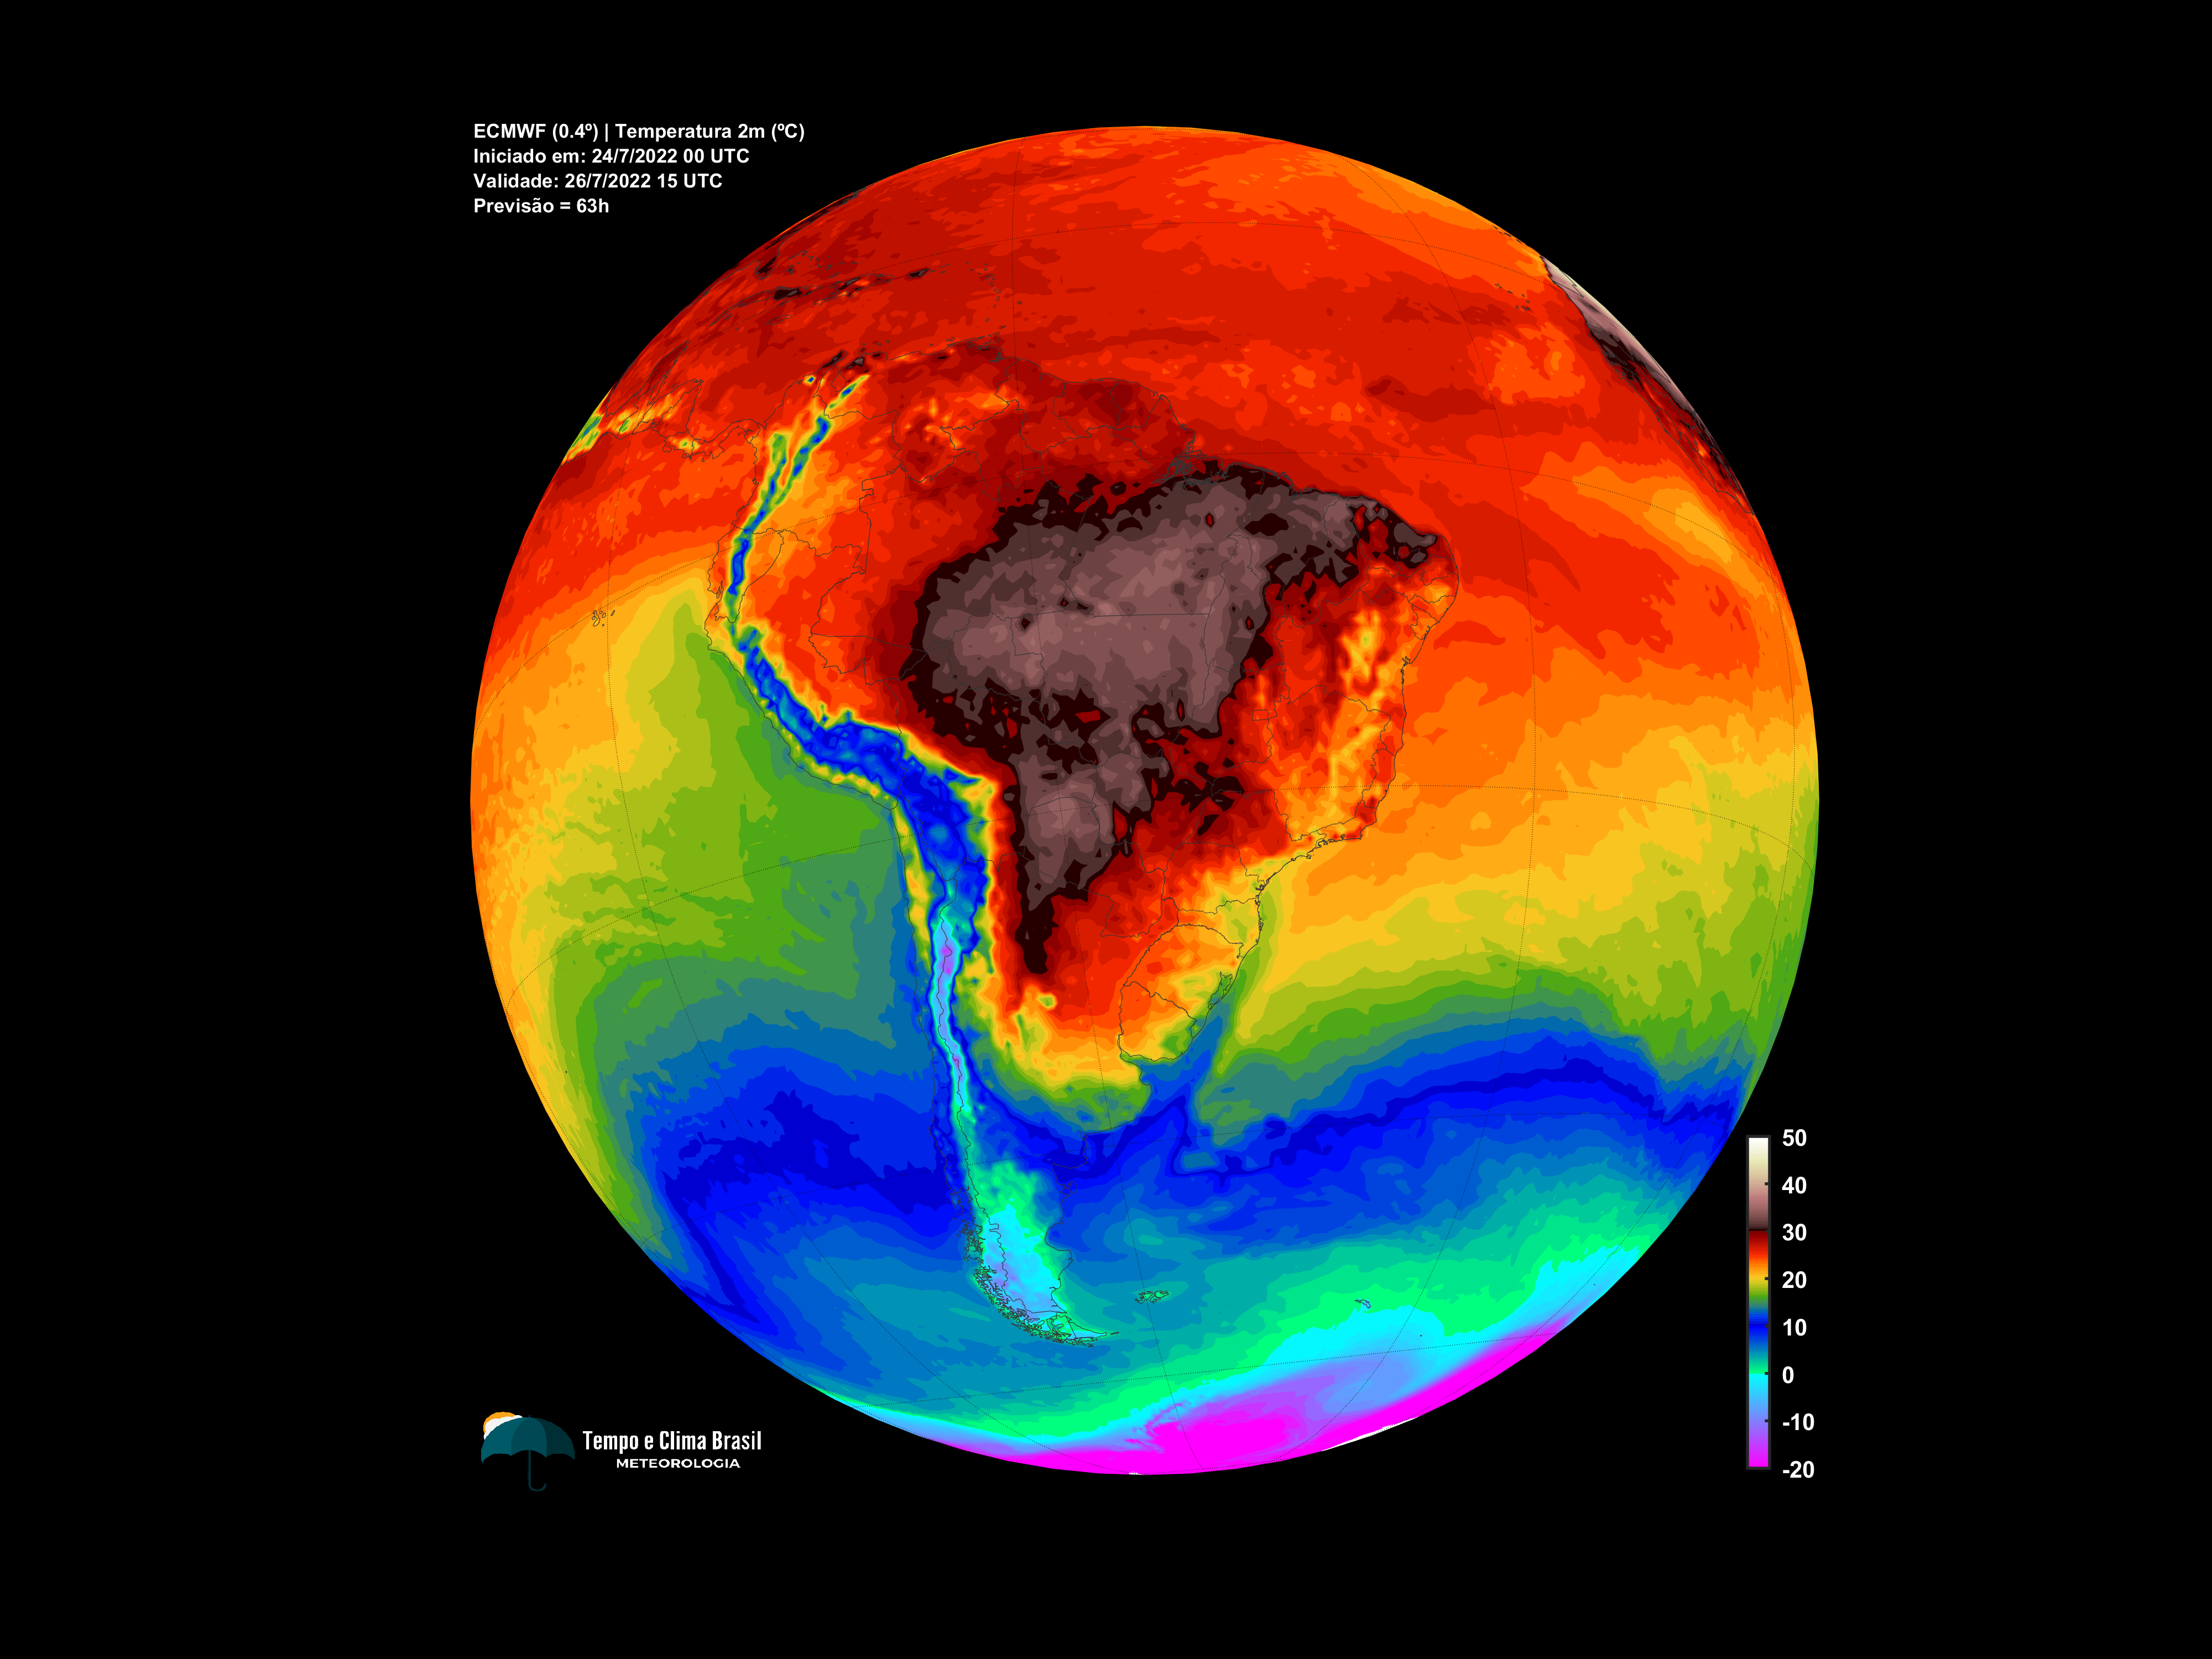 ECMWF (0.4º) | Temperatura 2m (ºC)
Iniciado em: 24/7/2022 00 UTC
Validade: 26/7/2022 15 UTC
Previsão = 63h
50
40
30
20
10
0
-10
-20
Tempo e Clima Brasil
METEOROLOGIA